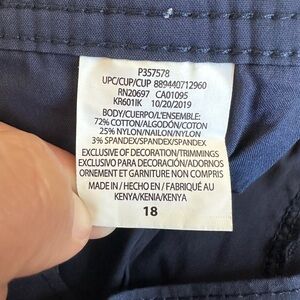 P357578
UPC/CUP/CUP 889440712960
RN20697 CA01095
KR601IK 10/20/2019
BODY/CUERPO/L'ENSEMBLE:
72% COTTON/ALGODÓN/COTON
25% NYLON/NAILON/NYLON
3% SPANDEX/SPANDEX/SPANDEX
EXCLUSIVE OF DECORATION/TRIMMINGS
EXCLUSIVO PARA DECORACIÓN/ADORNOS
ORNEMENT ET GARNITURE NON COMPRIS
MADE IN / HECHO EN / FABRIQUÉ AU
KENYA/KENIA/KENYA
18